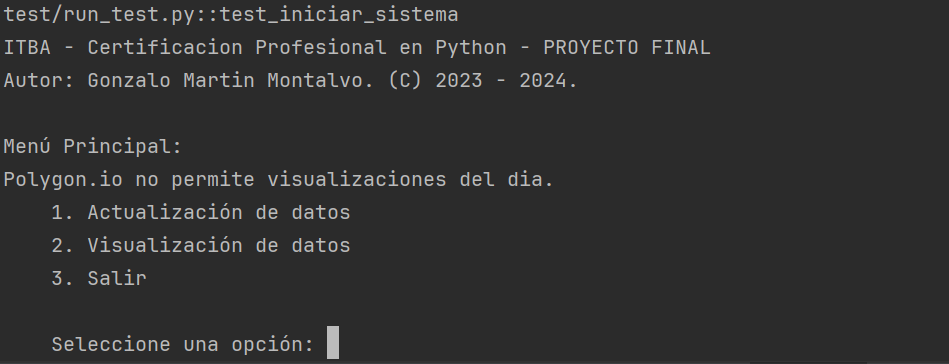 test/run_test.py::test_iniciar_sistema
ITBA - Certificacion Profesional en Python - PROYECTO FINAL
Autor: Gonzalo Martin Montalvo. (C) 2023 - 2024.
Menú Principal:
Polygon.io no permite visualizaciones del dia.
1. Actualización de datos
2. Visualización de datos
3. Salir
Seleccione una opción: